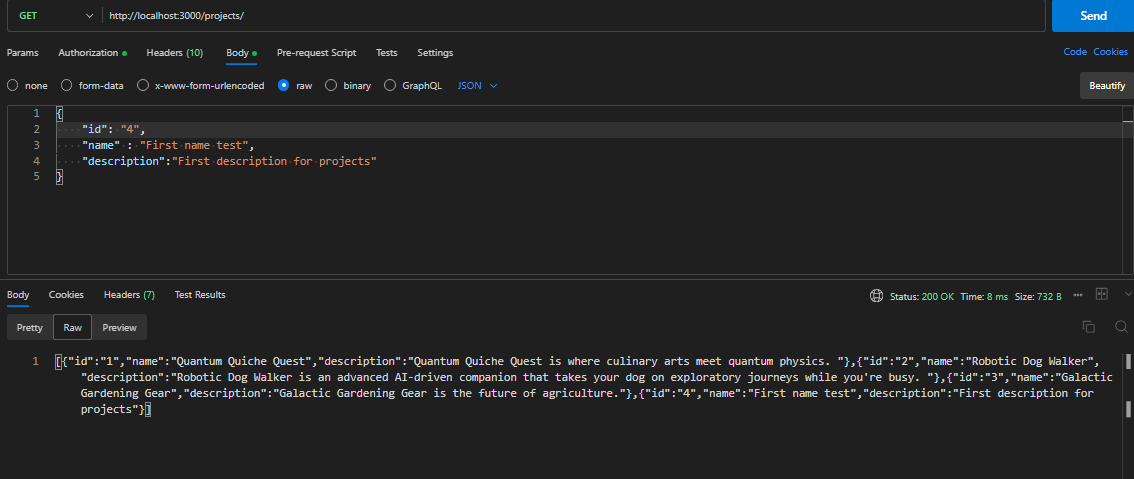 GET http://localhost:3000/projects/ Send
Params Authorization Headers (10) Body Pre-request Script Tests Settings Code Cookies
none form-data x-www-form-urlencoded raw binary GraphQL JSON Beautify
1 {
2 "id": "4",
3 "name" : "First name test",
4 "description":"First description for projects"
5 }
Body Cookies Headers (7) Test Results Status: 200 OK Time: 8 ms Size: 732 B
Pretty Raw Preview
1 [{"id":"1","name":"Quantum Quiche Quest","description":"Quantum Quiche Quest is where culinary arts meet quantum physics. "},{"id":"2","name":"Robotic Dog Walker",
"description":"Robotic Dog Walker is an advanced AI-driven companion that takes your dog on exploratory journeys while you're busy. "},{"id":"3","name":"Galactic
Gardening Gear","description":"Galactic Gardening Gear is the future of agriculture."},{"id":"4","name":"First name test","description":"First description for
projects"}]